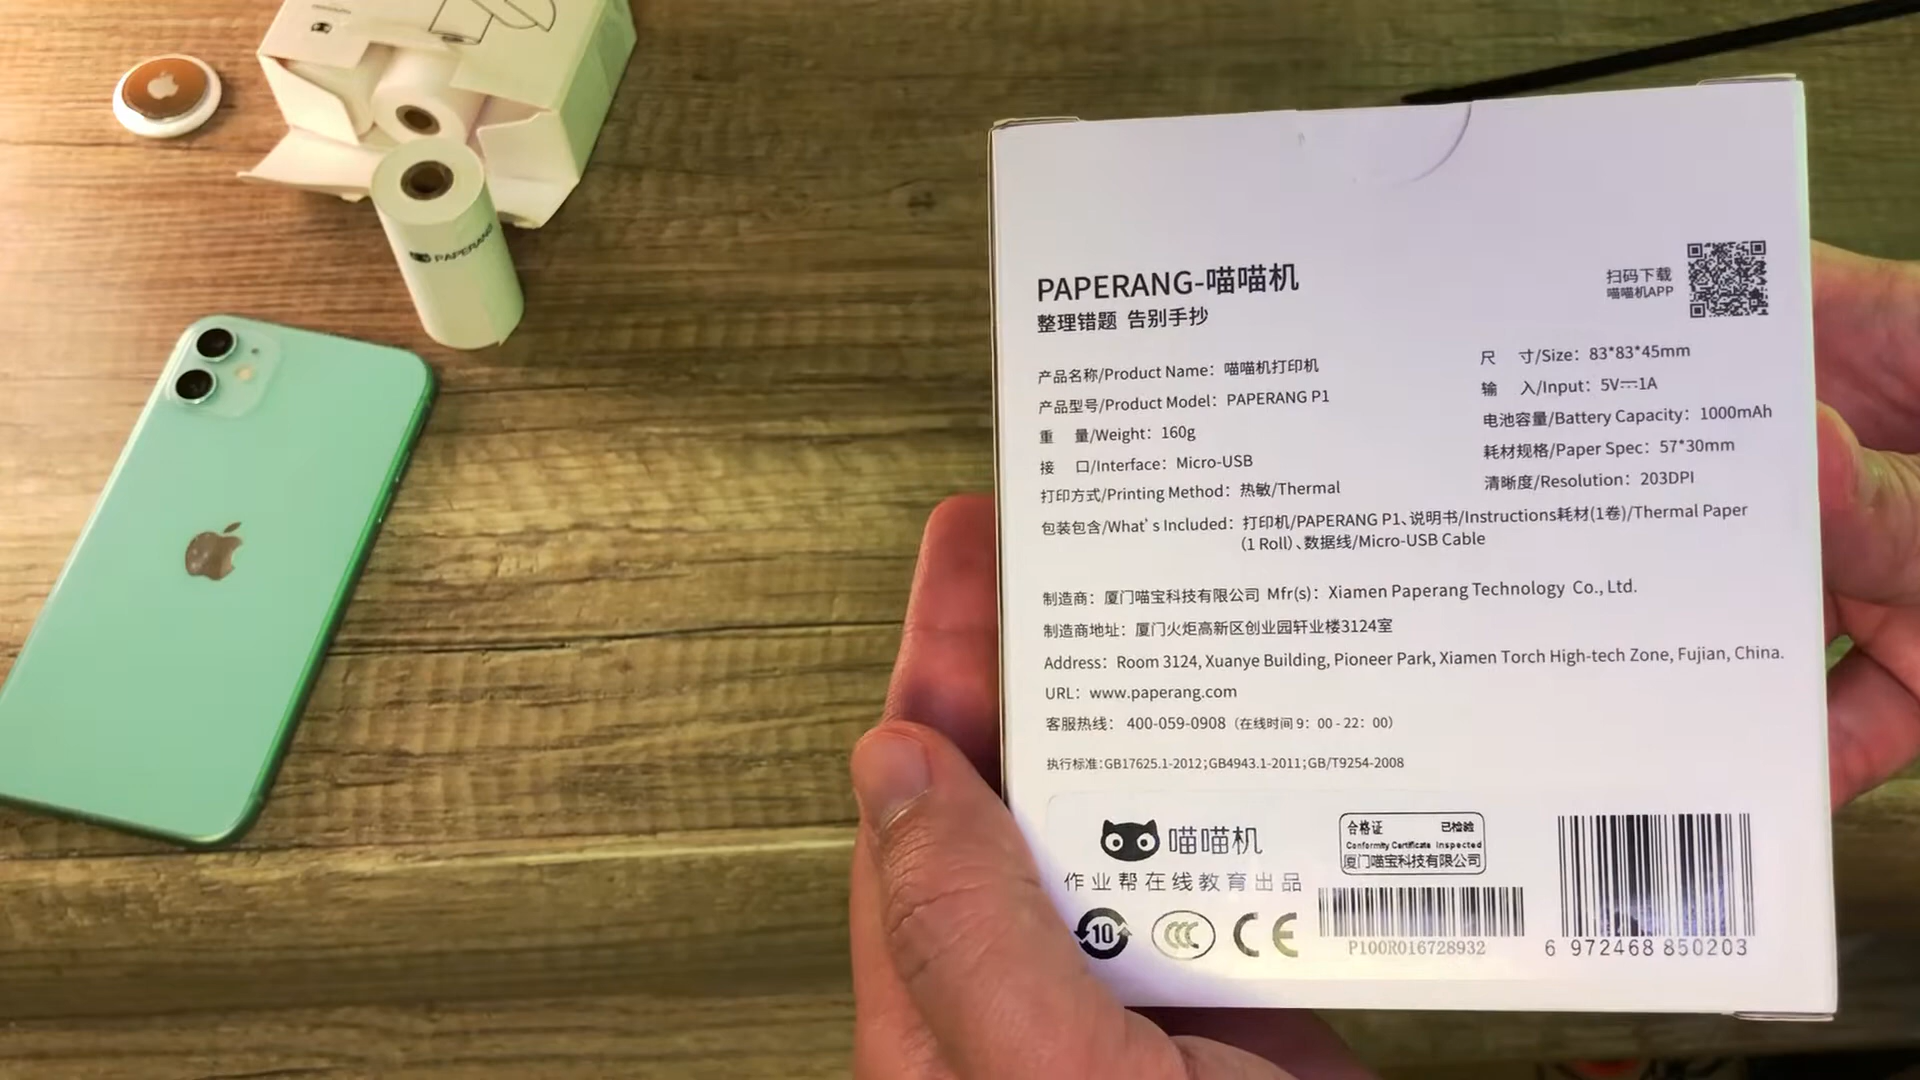 PAPERANG
PAPERANG-喵喵机
整理错题 告别手抄
扫码下载
喵喵机APP
产品名称/Product Name：喵喵机打印机
产品型号/Product Model：PAPERANG P1
重 量/Weight：160g
接 口/Interface：Micro-USB
打印方式/Printing Method：热敏/Thermal
尺 寸/Size：83*83*45mm
输 入/Input：5V⎓1A
电池容量/Battery Capacity：1000mAh
耗材规格/Paper Spec：57*30mm
清晰度/Resolution：203DPI
包装包含/What's Included：打印机/PAPERANG P1、说明书/Instructions耗材(1卷)/Thermal Paper
(1 Roll)、数据线/Micro-USB Cable
制造商：厦门喵宝科技有限公司 Mfr(s)：Xiamen Paperang Technology Co., Ltd.
制造商地址：厦门火炬高新区创业园轩业楼3124室
Address：Room 3124, Xuanye Building, Pioneer Park, Xiamen Torch High-tech Zone, Fujian, China.
URL：www.paperang.com
客服热线：400-059-0908（在线时间 9：00 - 22：00）
执行标准:GB17625.1-2012;GB4943.1-2011;GB/T9254-2008
喵喵机
作业帮在线教育出品
合格证 已检验
Conformity Certificate Inspected
厦门喵宝科技有限公司
10
CCC
CE
P100R016728932
6 972468 850203